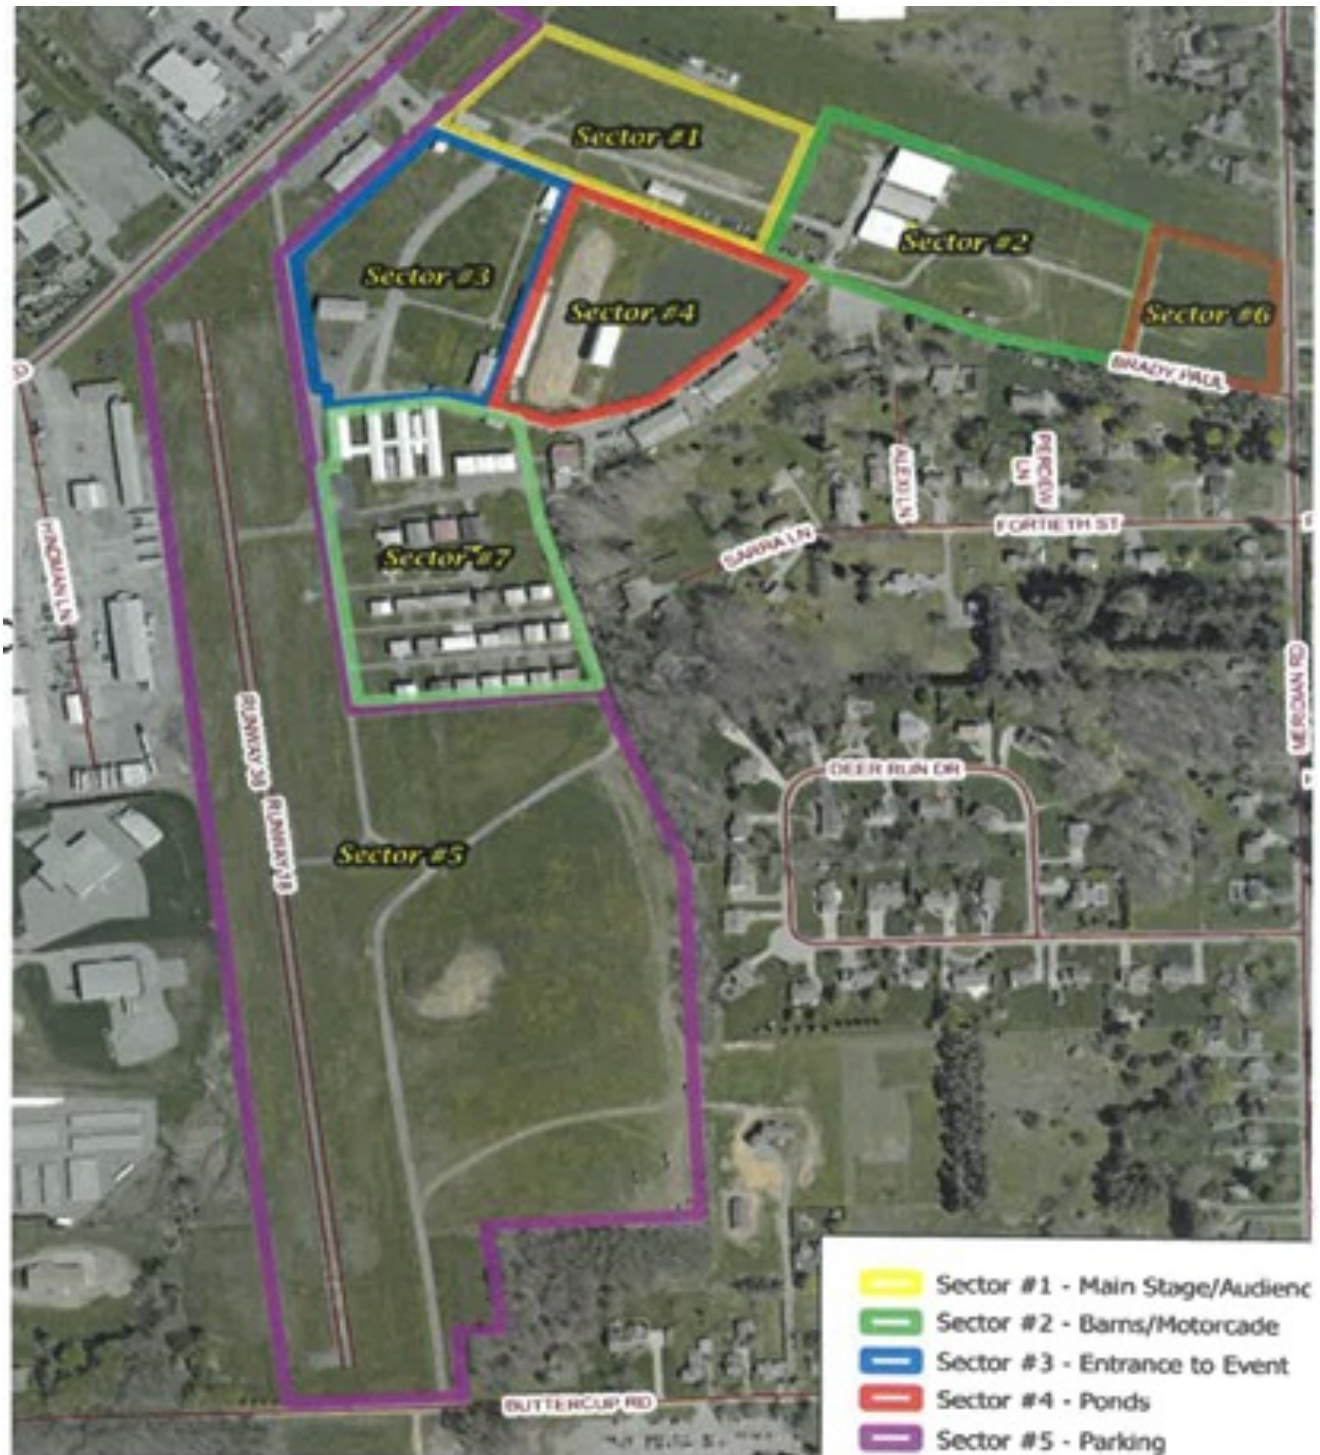 Sector #1
Sector #2
Sector #3
Sector #4
Sector #6
BRADY PAUL
ALEXI LN
PERDEW LN
FORTIETH ST
SARRA LN
Sector #7
HINDMAN LN
MEROWN RD
RUNWAY 36
RUNWAY 18
DEER RUN DR
Sector #5
BUTTERCUP RD
Sector #1 - Main Stage/Audienc
Sector #2 - Barns/Motorcade
Sector #3 - Entrance to Event
Sector #4 - Ponds
Sector #5 - Parking